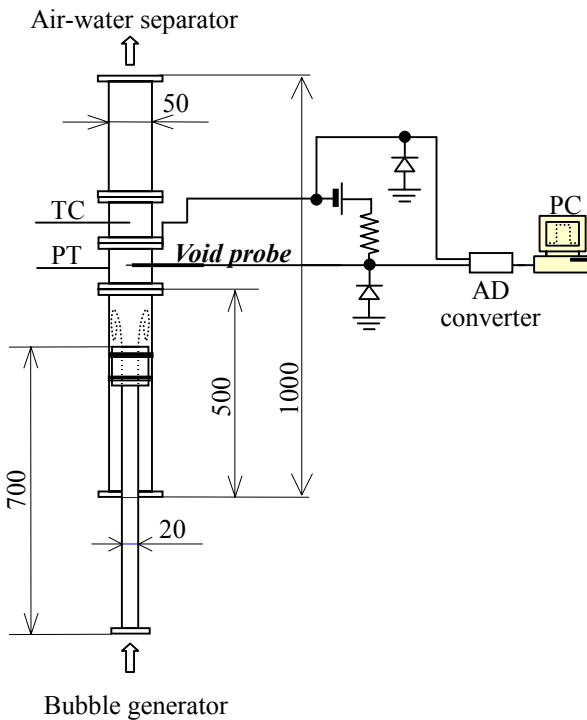 Air-water separator
50
TC
PT
Void probe
PC
AD
converter
500
1000
700
20
Bubble generator